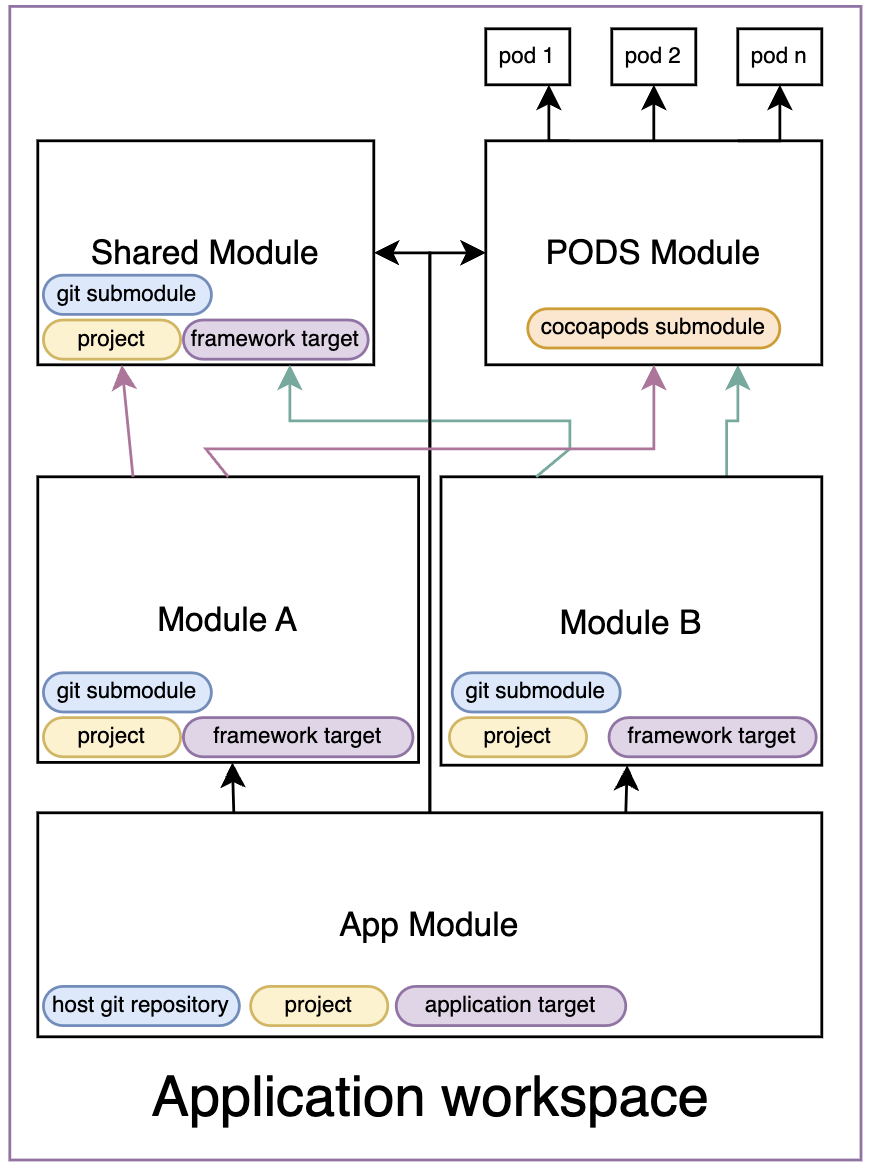 pod 1
pod 2
pod n
Shared Module
git submodule
project
framework target
PODS Module
cocoapods submodule
Module A
git submodule
project
framework target
Module B
git submodule
project
framework target
App Module
host git repository
project
application target
Application workspace